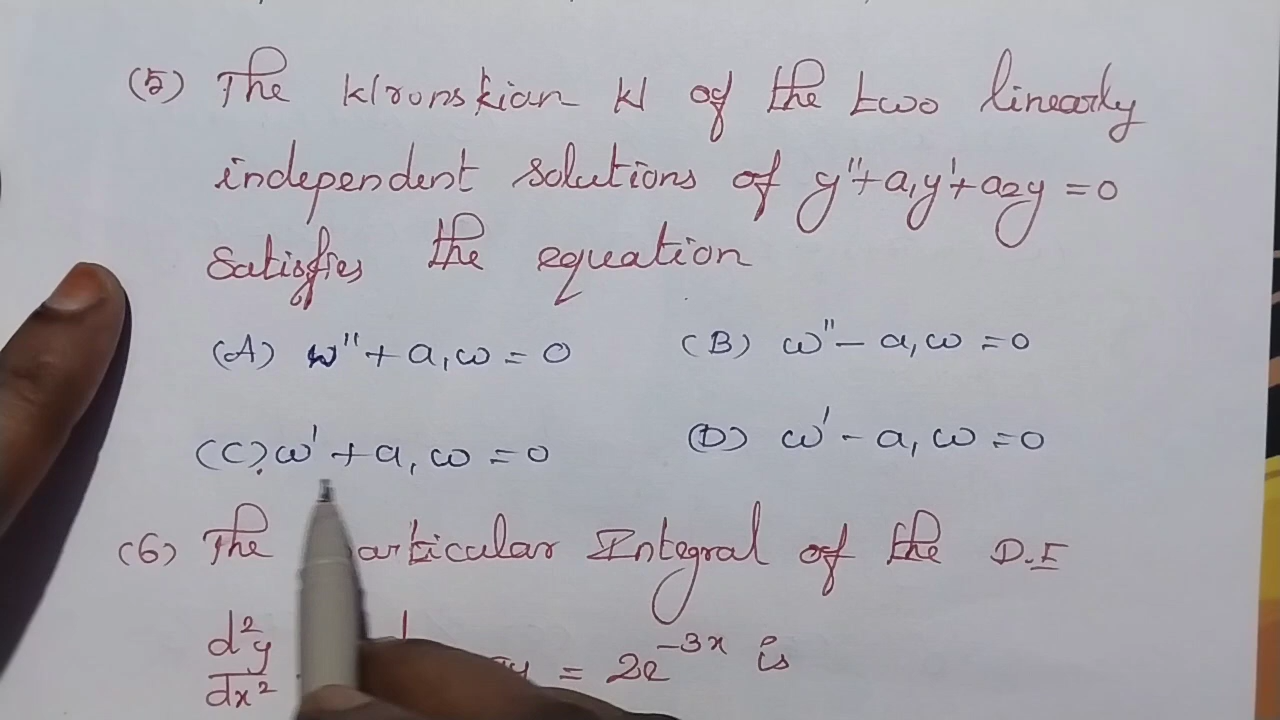 (5) The Wronskian W of the two linearly
independent solutions of y'' + a₁y' + a₂y = 0
Satisfies the equation
(A) w'' + a₁w = 0 (B) w'' - a₁w = 0
(C) w' + a₁w = 0 (D) w' - a₁w = 0
(6) The Integral of the D.E
d²y/dx² = 2e⁻³ˣ is